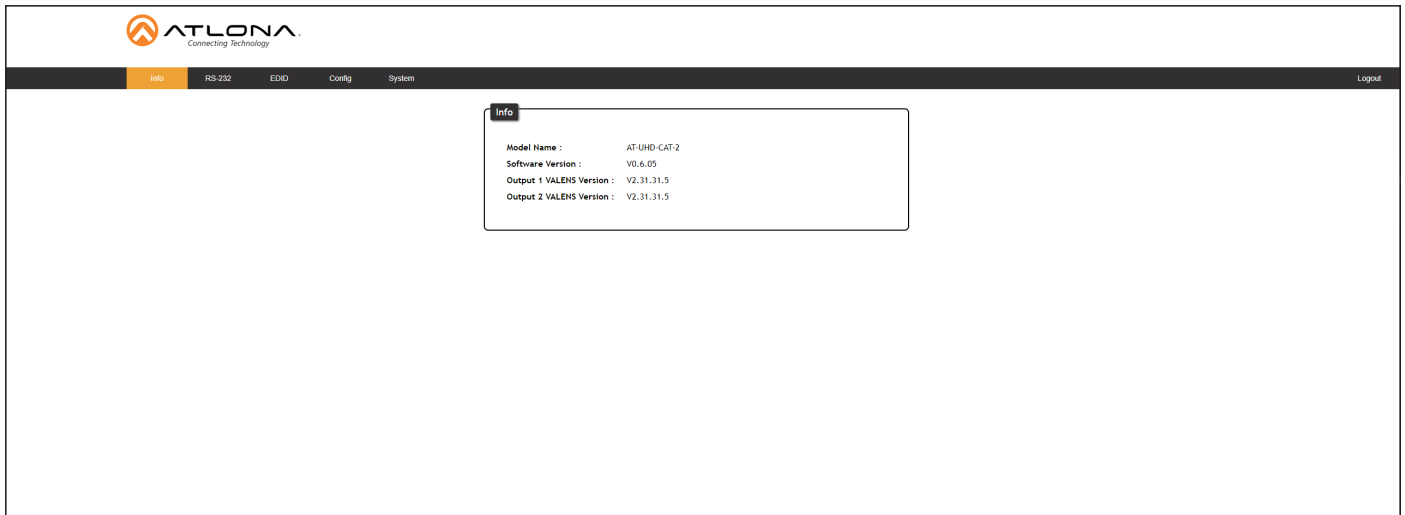 ATLONA.
Connecting Technology
Info RS-232 EDID Config System Logout
Info
Model Name : AT-UHD-CAT-2
Software Version : V0.6.05
Output 1 VALENS Version : V2.31.31.5
Output 2 VALENS Version : V2.31.31.5